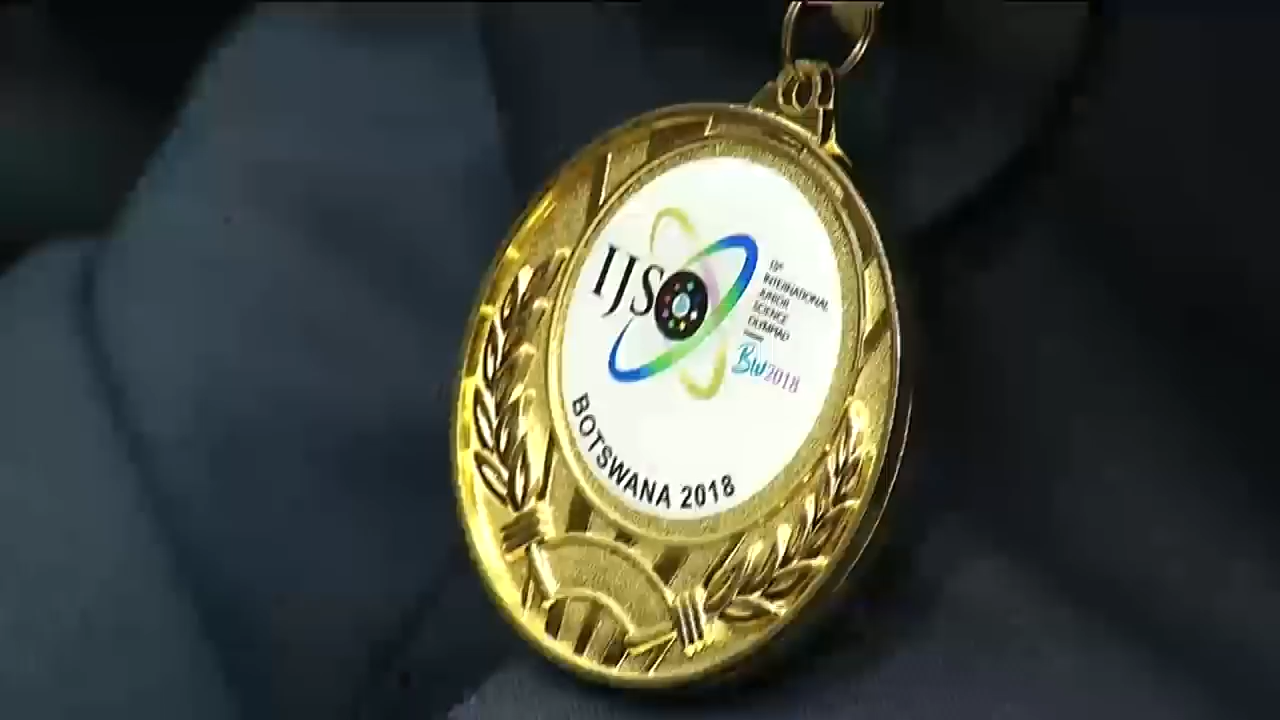 IJSO
15th
INTERNATIONAL
JUNIOR
SCIENCE
OLYMPIAD
BW2018
BOTSWANA 2018